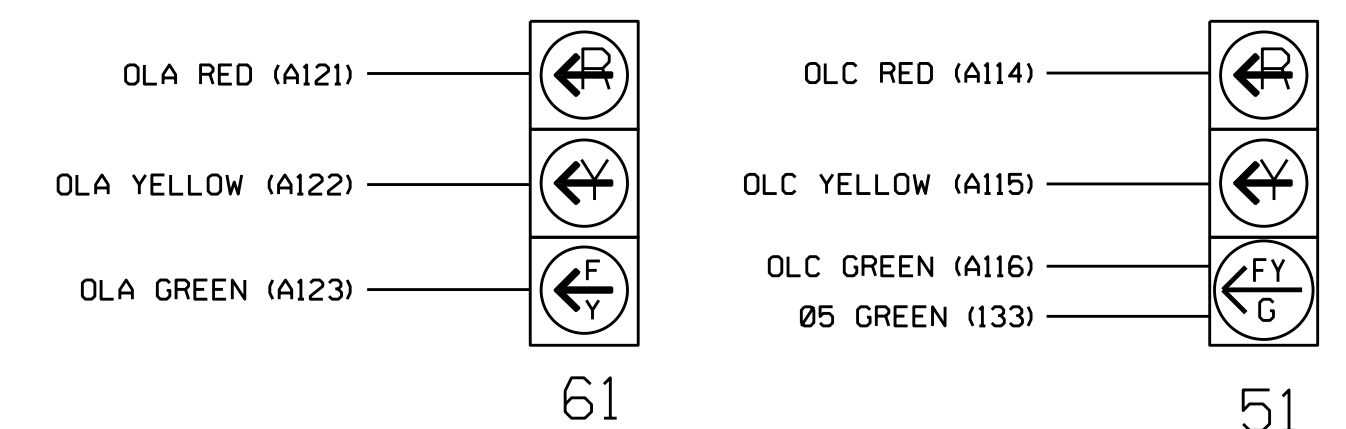 OLA RED (A121)
R
OLA YELLOW (A122)
Y
OLA GREEN (A123)
F
Y
61
OLC RED (A114)
R
OLC YELLOW (A115)
Y
OLC GREEN (A116)
Ø5 GREEN (133)
FY
G
51